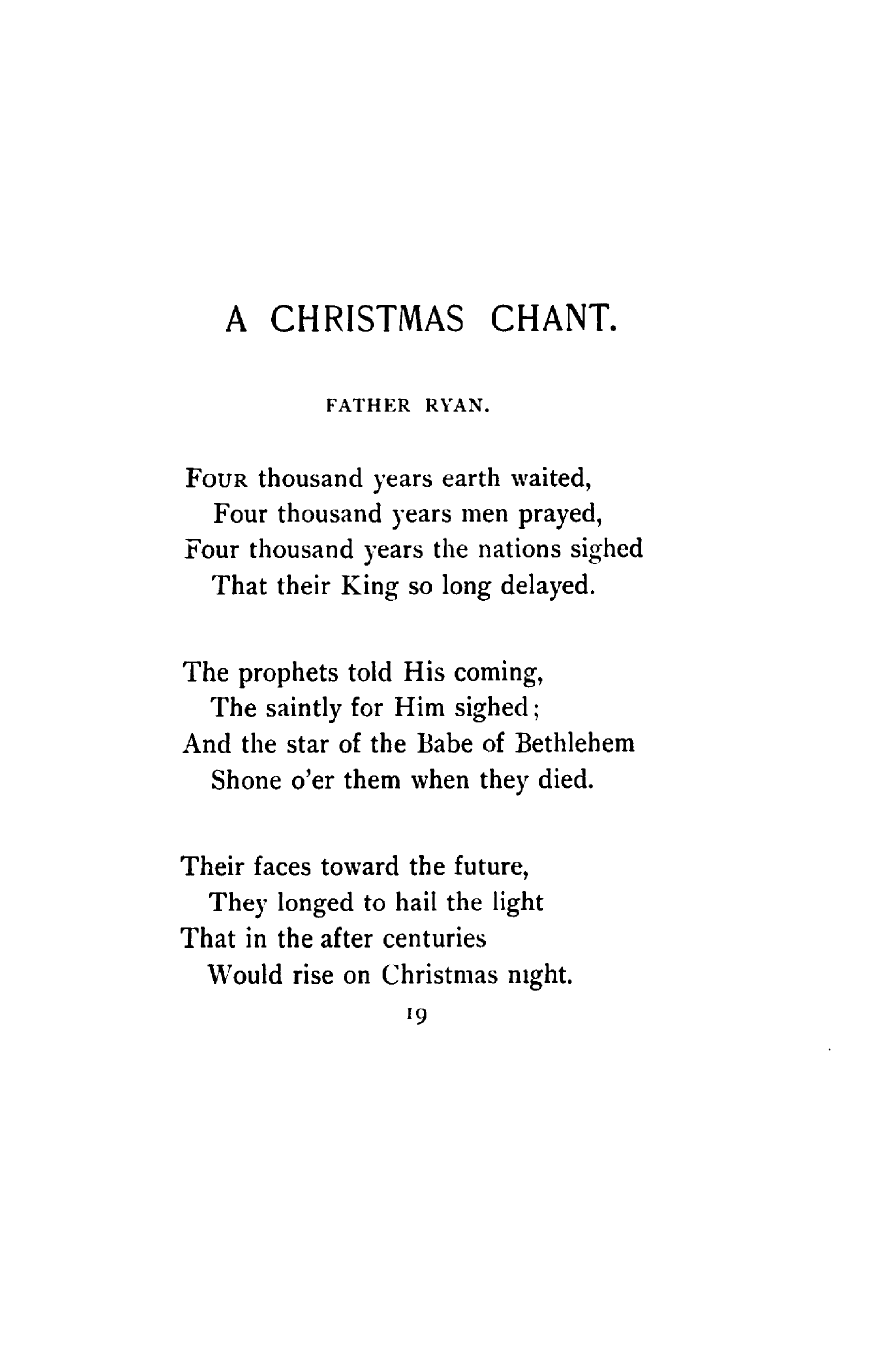 A CHRISTMAS CHANT.
FATHER RYAN.
FOUR thousand years earth waited,
Four thousand years men prayed,
Four thousand years the nations sighed
That their King so long delayed.
The prophets told His coming,
The saintly for Him sighed;
And the star of the Babe of Bethlehem
Shone o'er them when they died.
Their faces toward the future,
They longed to hail the light
That in the after centuries
Would rise on Christmas night.
19